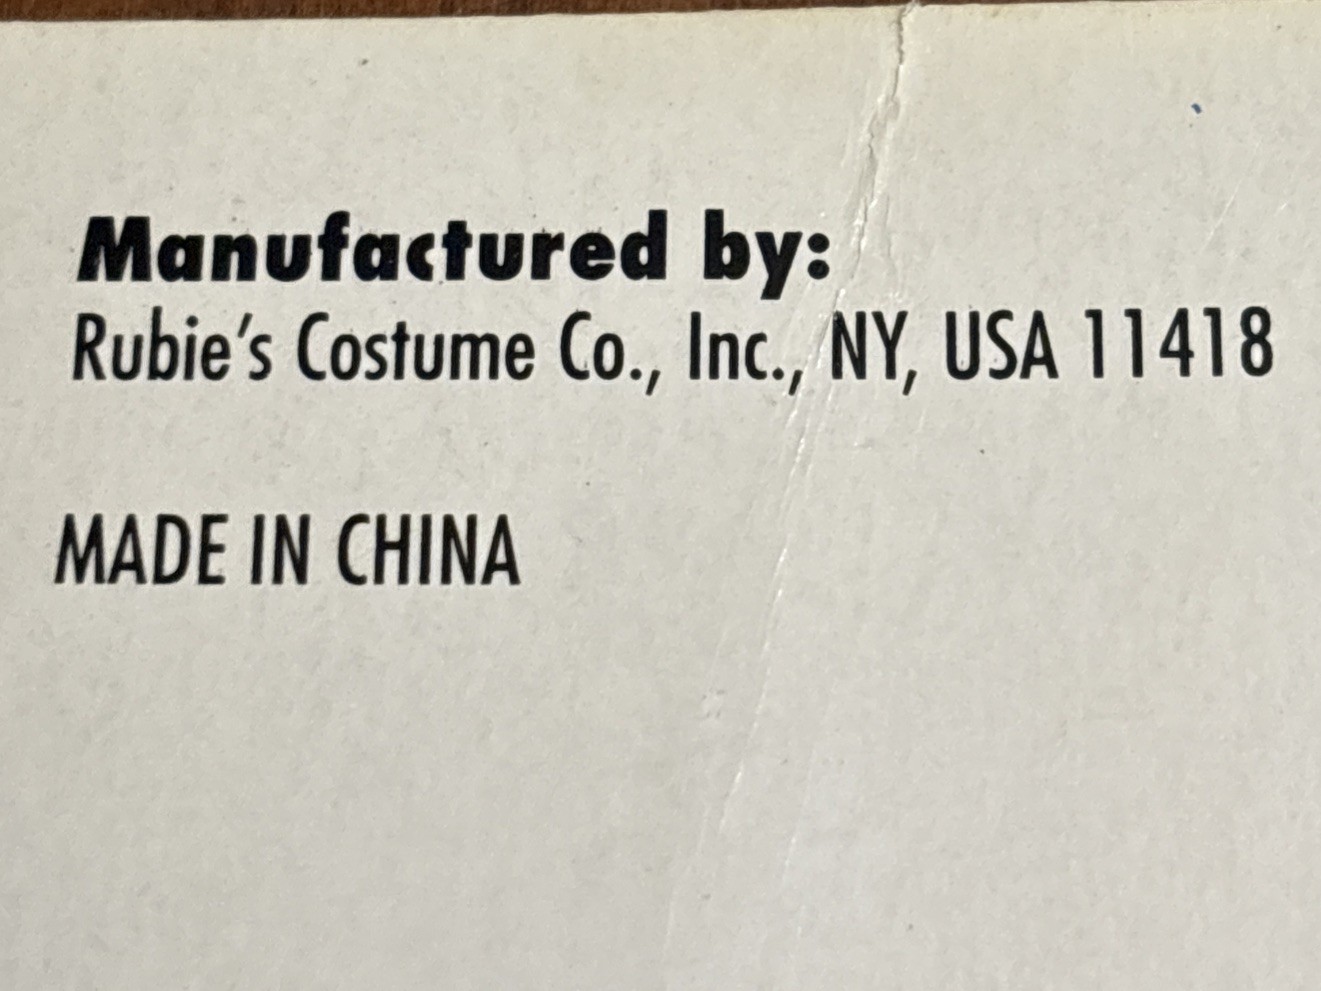 Manufactured by:
Rubie's Costume Co., Inc., NY, USA 11418
MADE IN CHINA